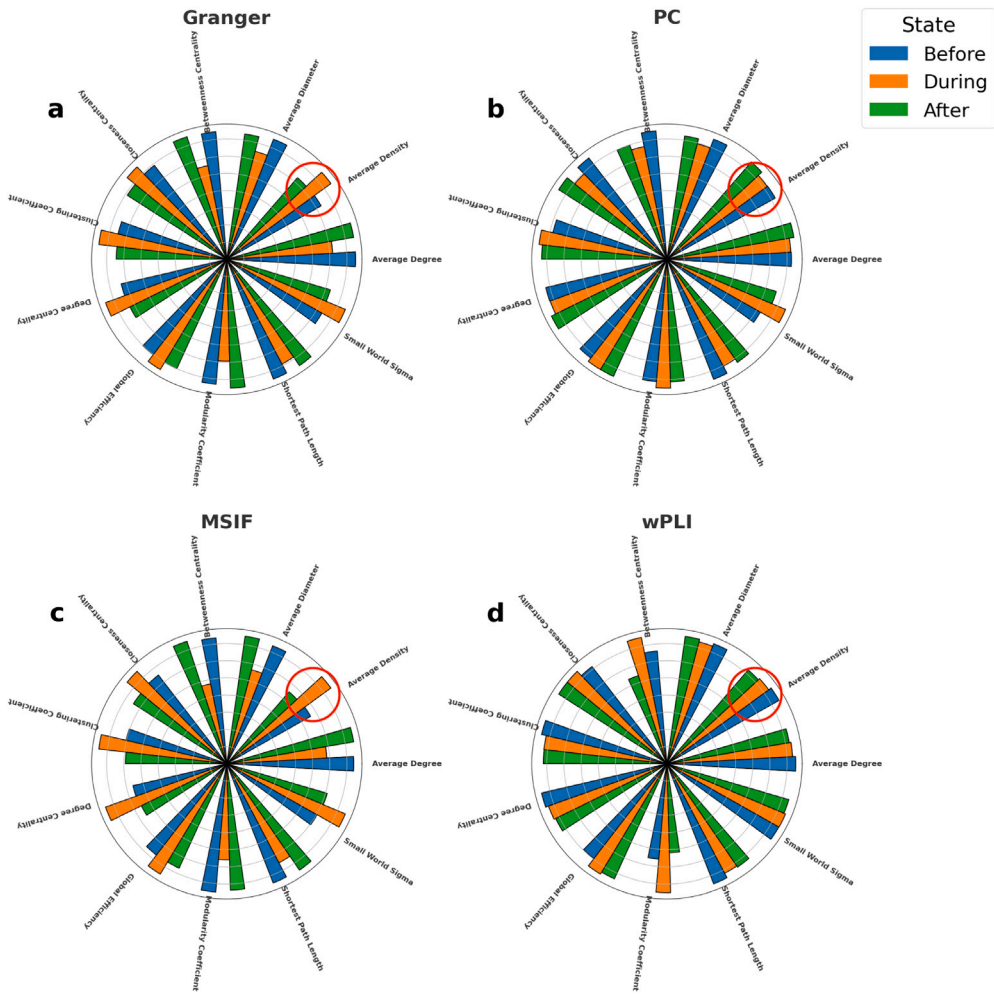 Granger
PC
State
Before
During
After
a
Betweenness Centrality
Average Diameter
Closeness Centrality
Average Density
Clustering Coefficient
Average Degree
Degree Centrality
Small World Sigma
Global Efficiency
Modularity Coefficient
Shortest Path Length
b
Betweenness Centrality
Average Diameter
Closeness Centrality
Average Density
Clustering Coefficient
Average Degree
Degree Centrality
Small World Sigma
Global Efficiency
Modularity Coefficient
Shortest Path Length
MSIF
wPLI
c
Betweenness Centrality
Average Diameter
Closeness Centrality
Average Density
Clustering Coefficient
Average Degree
Degree Centrality
Small World Sigma
Global Efficiency
Modularity Coefficient
Shortest Path Length
d
Betweenness Centrality
Average Diameter
Closeness Centrality
Average Density
Clustering Coefficient
Average Degree
Degree Centrality
Small World Sigma
Global Efficiency
Modularity Coefficient
Shortest Path Length